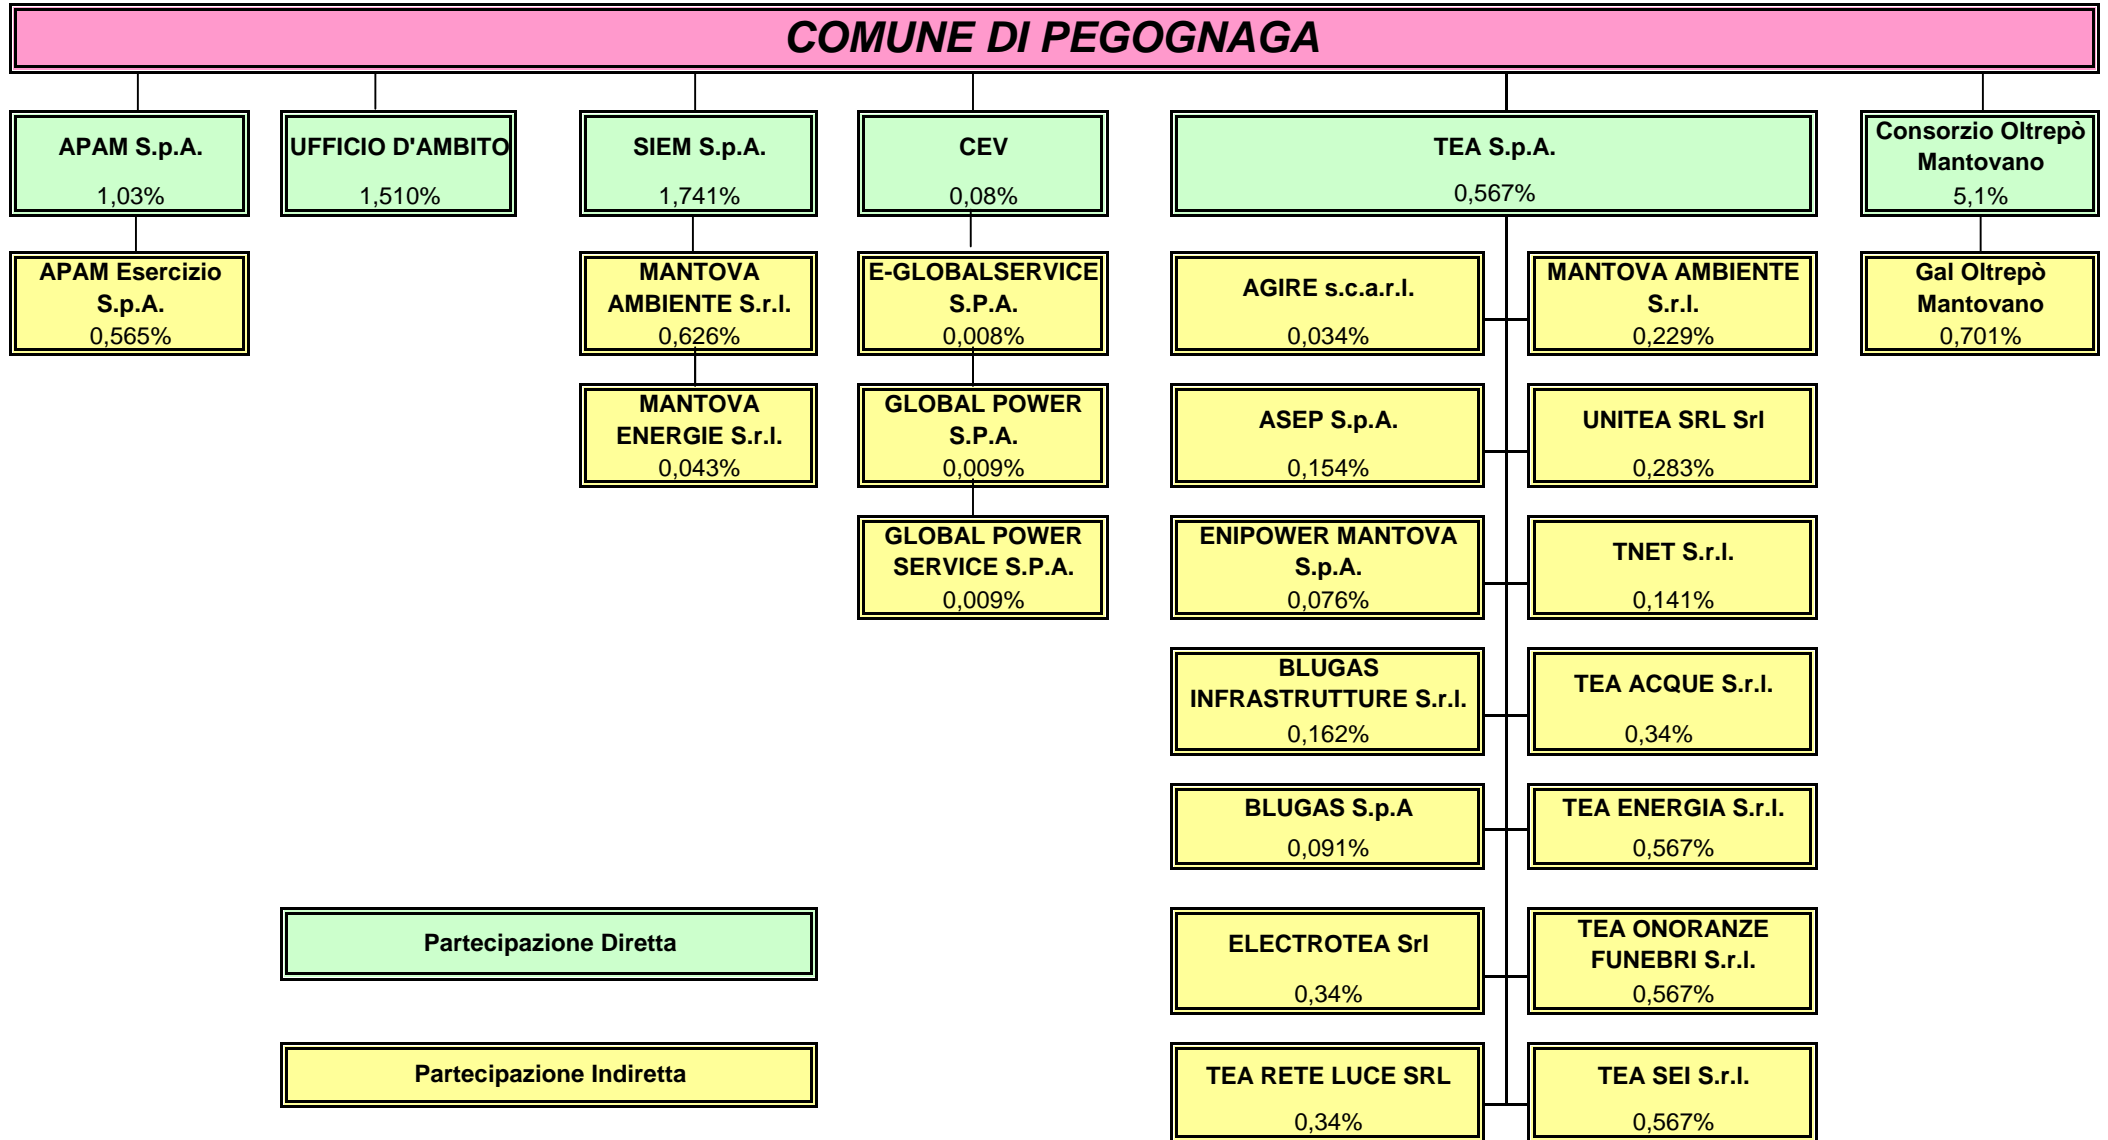 COMUNE DI PEGOGNAGA
APAM S.p.A.
1,03%
UFFICIO D'AMBITO
1,510%
SIEM S.p.A.
1,741%
CEV
0,08%
TEA S.p.A.
0,567%
Consorzio Oltrepò
Mantovano
5,1%
APAM Esercizio
S.p.A.
0,565%
MANTOVA
AMBIENTE S.r.l.
0,626%
E-GLOBALSERVICE
S.P.A.
0,008%
AGIRE s.c.a.r.l.
0,034%
MANTOVA AMBIENTE
S.r.l.
0,229%
Gal Oltrepò
Mantovano
0,701%
MANTOVA
ENERGIE S.r.l.
0,043%
GLOBAL POWER
S.P.A.
0,009%
ASEP S.p.A.
0,154%
UNITEA SRL Srl
0,283%
GLOBAL POWER
SERVICE S.P.A.
0,009%
ENIPOWER MANTOVA
S.p.A.
0,076%
TNET S.r.l.
0,141%
BLUGAS
INFRASTRUTTURE S.r.l.
0,162%
TEA ACQUE S.r.l.
0,34%
BLUGAS S.p.A
0,091%
TEA ENERGIA S.r.l.
0,567%
Partecipazione Diretta
ELECTROTEA Srl
0,34%
TEA ONORANZE
FUNEBRI S.r.l.
0,567%
Partecipazione Indiretta
TEA RETE LUCE SRL
0,34%
TEA SEI S.r.l.
0,567%